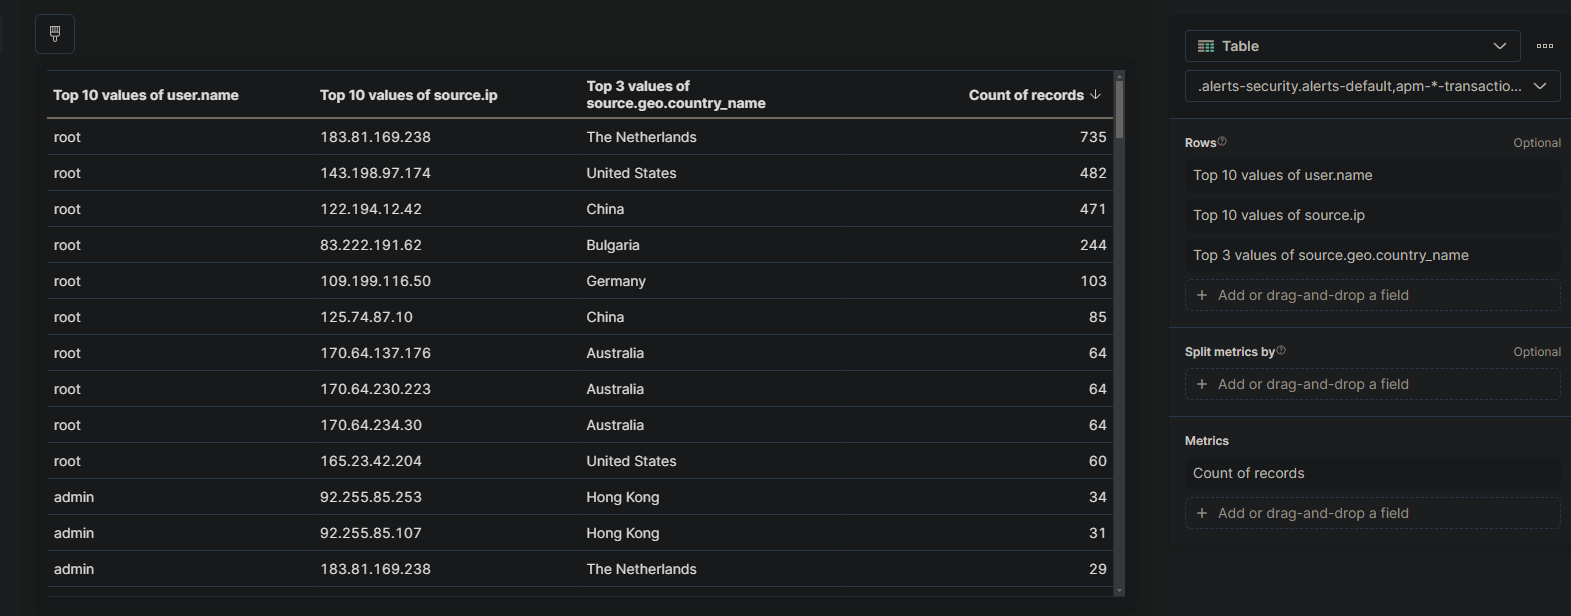 Top 10 values of user.name Top 10 values of source.ip Top 3 values of source.geo.country_name Count of records
root 183.81.169.238 The Netherlands 735
root 143.198.97.174 United States 482
root 122.194.12.42 China 471
root 83.222.191.62 Bulgaria 244
root 109.199.116.50 Germany 103
root 125.74.87.10 China 85
root 170.64.137.176 Australia 64
root 170.64.230.223 Australia 64
root 170.64.234.30 Australia 64
root 165.23.42.204 United States 60
admin 92.255.85.253 Hong Kong 34
admin 92.255.85.107 Hong Kong 31
admin 183.81.169.238 The Netherlands 29
Table
.alerts-security.alerts-default,apm-*-transactio...
Rows Optional
Top 10 values of user.name
Top 10 values of source.ip
Top 3 values of source.geo.country_name
+ Add or drag-and-drop a field
Split metrics by Optional
+ Add or drag-and-drop a field
Metrics
Count of records
+ Add or drag-and-drop a field